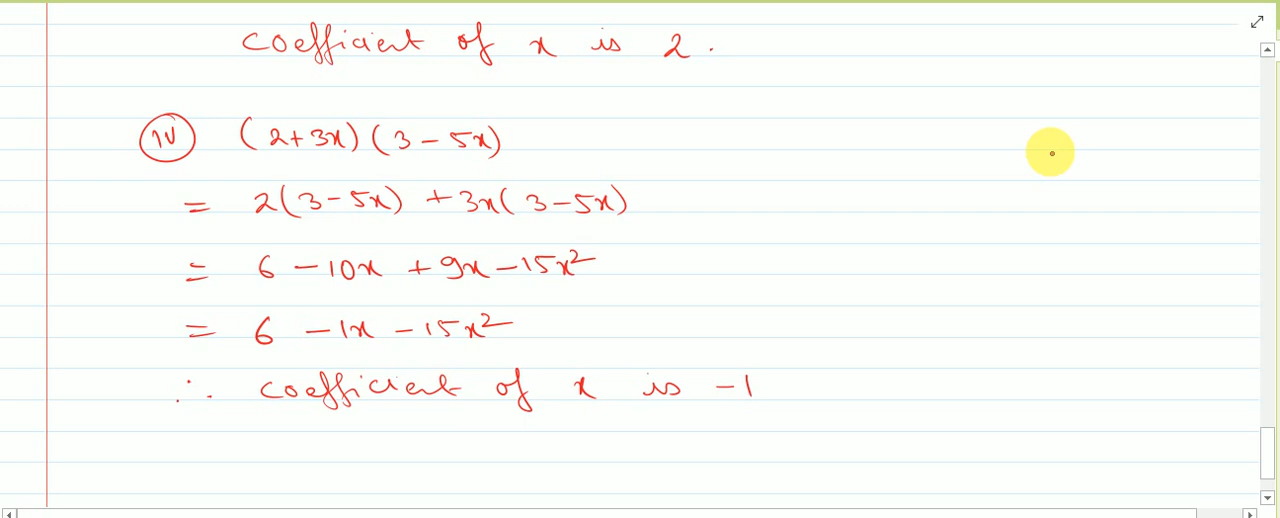 coefficient of x is 2.
(IV) (2+3x)(3-5x)
= 2(3-5x) +3x(3-5x)
= 6 -10x +9x -15x²
= 6 -1x -15x²
∴ coefficient of x is -1